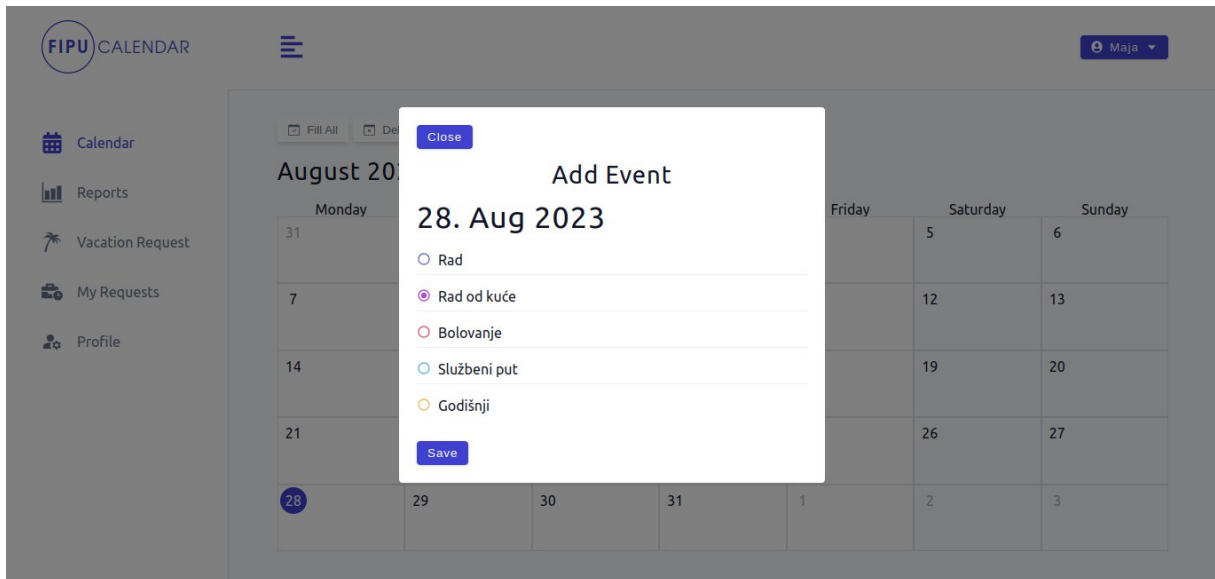 FIPU CALENDAR
Maja
Calendar
Reports
Vacation Request
My Requests
Profile
Fill All
Close
Add Event
28. Aug 2023
Rad
Rad od kuće
Bolovanje
Službeni put
Godišnji
Save
August
Monday Friday Saturday Sunday
31 5 6
7 12 13
14 19 20
21 26 27
28 29 30 31 1 2 3